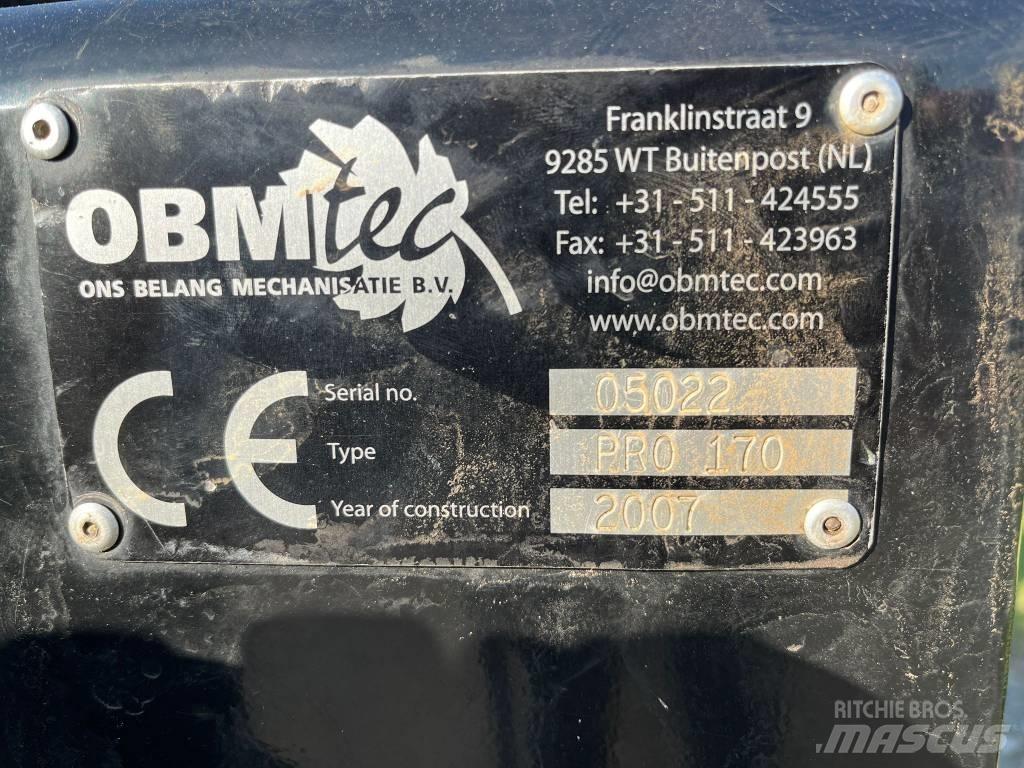 OBMtec
ONS BELANG MECHANISATIE B.V.
Franklinstraat 9
9285 WT Buitenpost (NL)
Tel: +31 - 511 - 424555
Fax: +31 - 511 - 423963
info@obmtec.com
www.obmtec.com
CE
Serial no. 05022
Type PRO 170
Year of construction 2007
RITCHIE BROS.
MASCUS